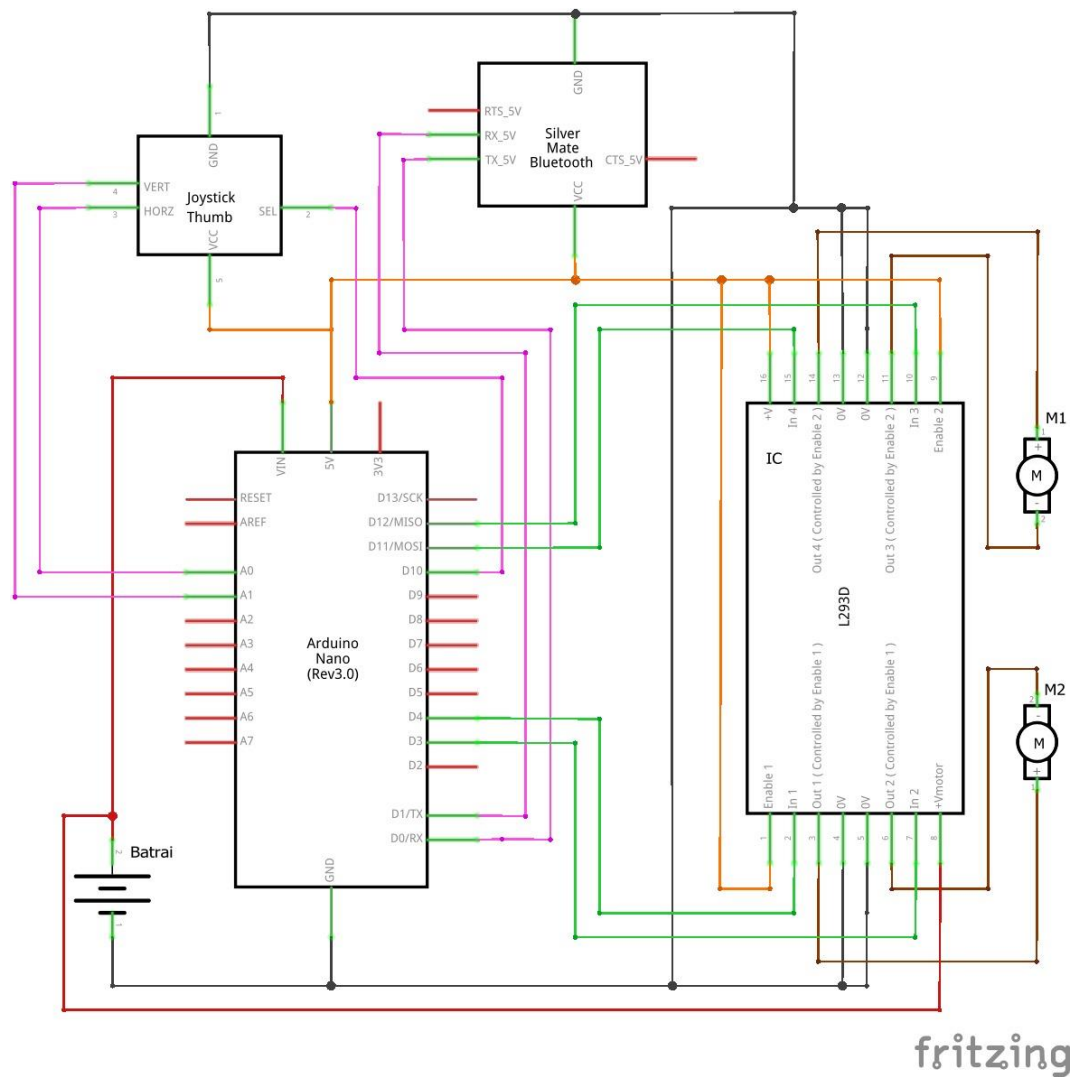 GND
1
4
VERT
3
HORZ
Joystick
Thumb
SEL
2
VCC
5
GND
RTS_5V
RX_5V
TX_5V
Silver
Mate
Bluetooth
CTS_5V
VCC
VIN
5V
3V3
RESET
AREF
A0
A1
A2
A3
A4
A5
A6
A7
Arduino
Nano
(Rev3.0)
D13/SCK
D12/MISO
D11/MOSI
D10
D9
D8
D7
D6
D5
D4
D3
D2
D1/TX
D0/RX
GND
2
Batrai
1
16
15
14
13
12
11
10
9
+V
In 4
Out 4 ( Controlled by Enable 2 )
0V
0V
Out 3 ( Controlled by Enable 2 )
In 3
Enable 2
IC
L293D
Enable 1
In 1
Out 1 ( Controlled by Enable 1 )
0V
0V
Out 2 ( Controlled by Enable 1 )
In 2
+Vmotor
1
2
3
4
5
6
7
8
M1
1
+
M
-
2
M2
2
-
M
+
1
fritzing